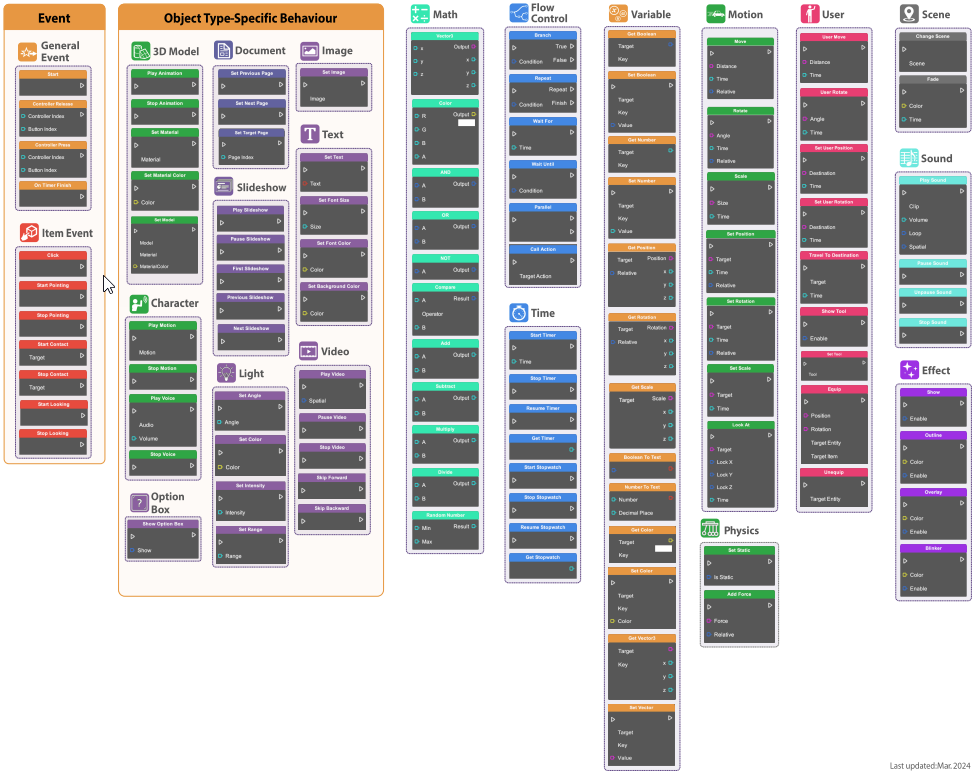 Event
General
Event
Start
Controller Release
Controller Index
Button Index
Controller Press
Controller Index
Button Index
On Timer Finish
Item Event
Click
Start Pointing
Stop Pointing
Start Contact
Target
Stop Contact
Target
Start Looking
Stop Looking
Object Type-Specific Behaviour
3D Model
Play Animation
Stop Animation
Set Material
Material
Set Material Color
Color
Set Model
Model
Material
MaterialColor
Character
Play Motion
Motion
Stop Motion
Play Voice
Audio
Volume
Stop Voice
Option
Box
Show Option Box
Show
Document
Set Previous Page
Set Next Page
Set Target Page
Page Index
Slideshow
Play Slideshow
Pause Slideshow
First Slideshow
Previous Slideshow
Next Slideshow
Light
Set Angle
Angle
Set Color
Color
Set Intensity
Intensity
Set Range
Range
Image
Set Image
Image
Text
Set Text
Text
Set Font Size
Size
Set Font Color
Color
Set Background Color
Color
Video
Play Video
Spatial
Pause Video
Stop Video
Skip Forward
Skip Backward
Math
Vector3
x Output
y x
z y
z
Color
R Output
G
B
A
AND
A Output
B
OR
A Output
B
NOT
A Output
Compare
A Result
Operator
B
Add
A Output
B
Subtract
A Output
B
Multiply
A Output
B
Divide
A Output
B
Random Number
Min Result
Max
Flow
Control
Branch
True
Condition False
Repeat
Repeat
Condition Finish
Wait For
Time
Wait Until
Condition
Parallel
Call Action
Target Action
Time
Start Timer
Time
Stop Timer
Resume Timer
Get Timer
Start Stopwatch
Stop Stopwatch
Resume Stopwatch
Get Stopwatch
Variable
Get Boolean
Target
Key
Set Boolean
Target
Key
Value
Get Number
Target
Key
Set Number
Target
Key
Value
Get Position
Target Position
Relative x
y
z
Get Rotation
Target Rotation
Relative x
y
z
Get Scale
Target Scale
x
y
z
Boolean To Text
Number To Text
Number
Decimal Place
Get Color
Target
Key
Set Color
Target
Key
Color
Get Vector3
Target
Key x
y
z
Set Vector
Target
Key
Value
Motion
Move
Distance
Time
Relative
Rotate
Angle
Time
Relative
Scale
Size
Time
Set Position
Target
Time
Relative
Set Rotation
Target
Time
Relative
Set Scale
Target
Time
Look At
Target
Lock X
Lock Y
Lock Z
Time
Physics
Set Static
Is Static
Add Force
Force
Relative
User
User Move
Distance
Time
User Rotate
Angle
Time
Set User Position
Destination
Time
Set User Rotation
Destination
Time
Travel To Destination
Target
Time
Show Tool
Enable
Set Tool
Tool
Equip
Position
Rotation
Target Entity
Target Item
Unequip
Target Entity
Scene
Change Scene
Scene
Fade
Color
Time
Sound
Play Sound
Clip
Volume
Loop
Spatial
Pause Sound
Unpause Sound
Stop Sound
Effect
Show
Enable
Outline
Color
Enable
Overlay
Color
Enable
Blinker
Color
Enable
Last updated:Mar. 2024